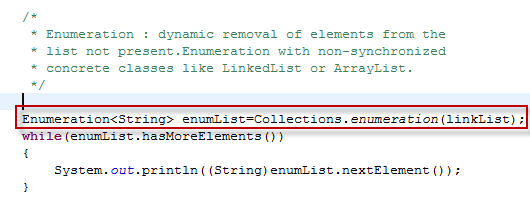 /*
* Enumeration : dynamic removal of elements from the
* list not present.Enumeration with non-synchronized
* concrete classes like LinkedList or ArrayList.
*/
Enumeration<String> enumList=Collections.enumeration(linkList);
while(enumList.hasMoreElements())
{
System.out.println((String)enumList.nextElement());
}